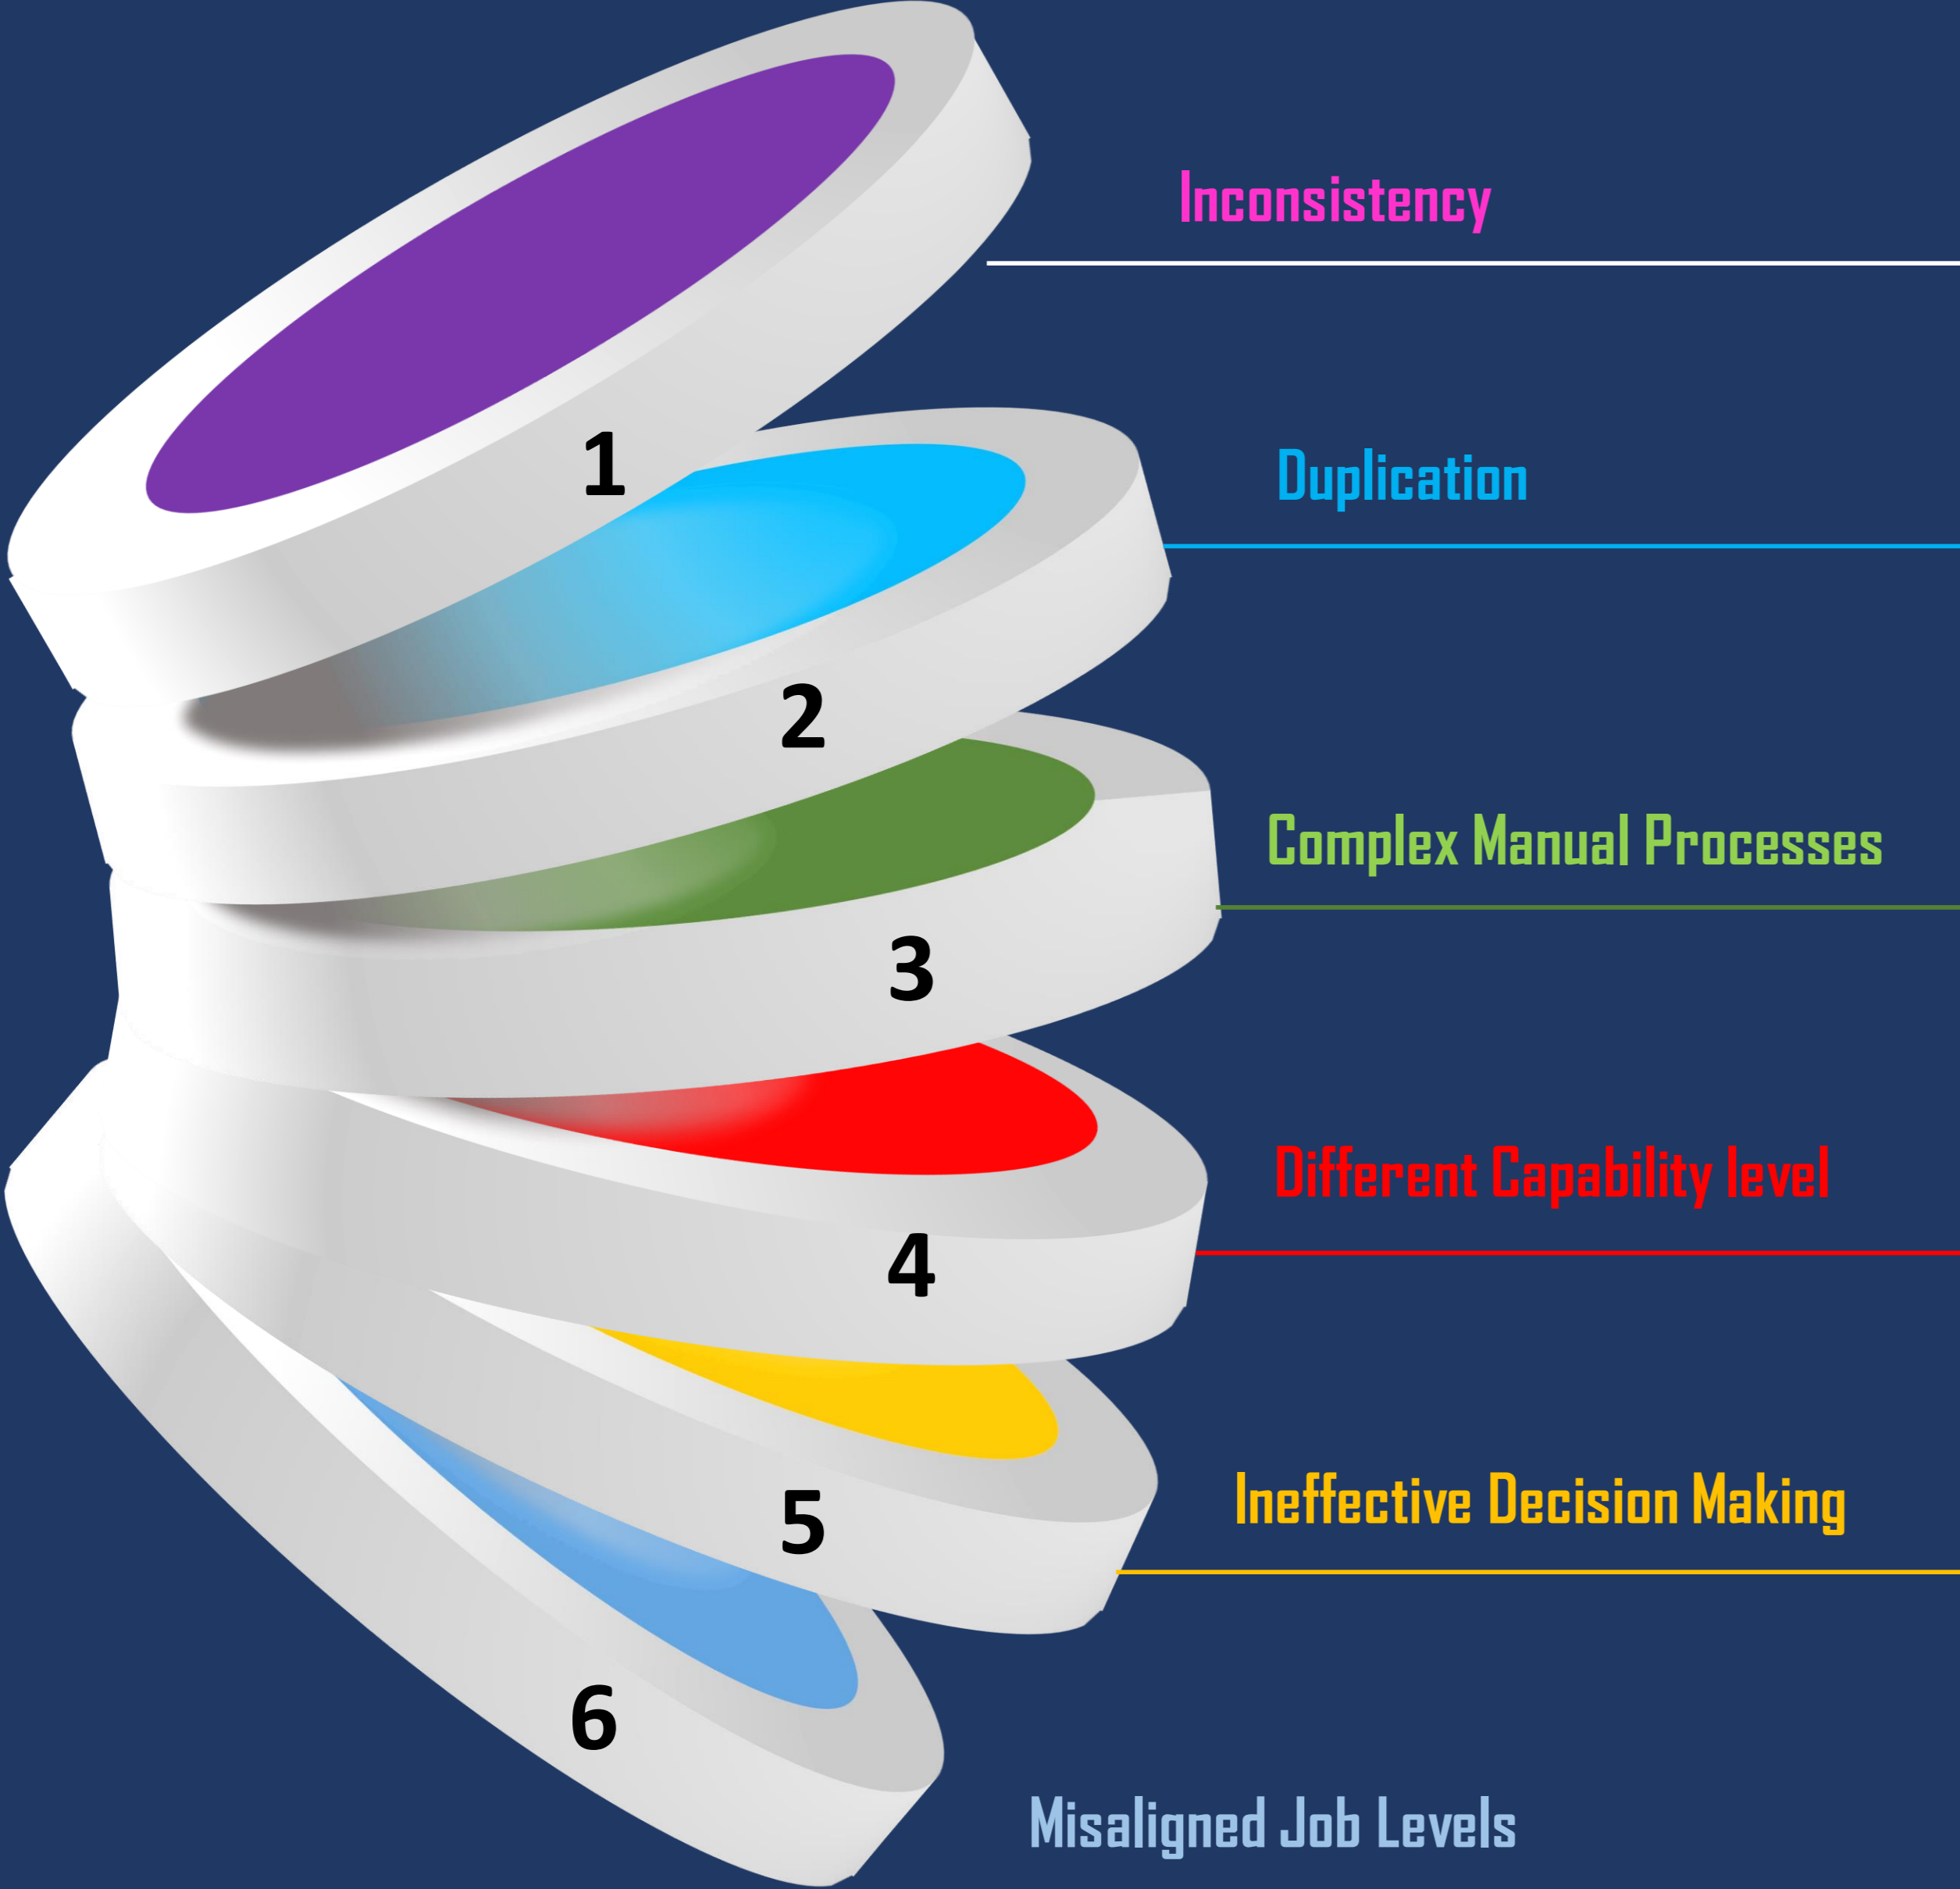 Inconsistency
1
Duplication
2
Complex Manual Processes
3
Different Capability level
4
Ineffective Decision Making
5
6
Misaligned Job Levels